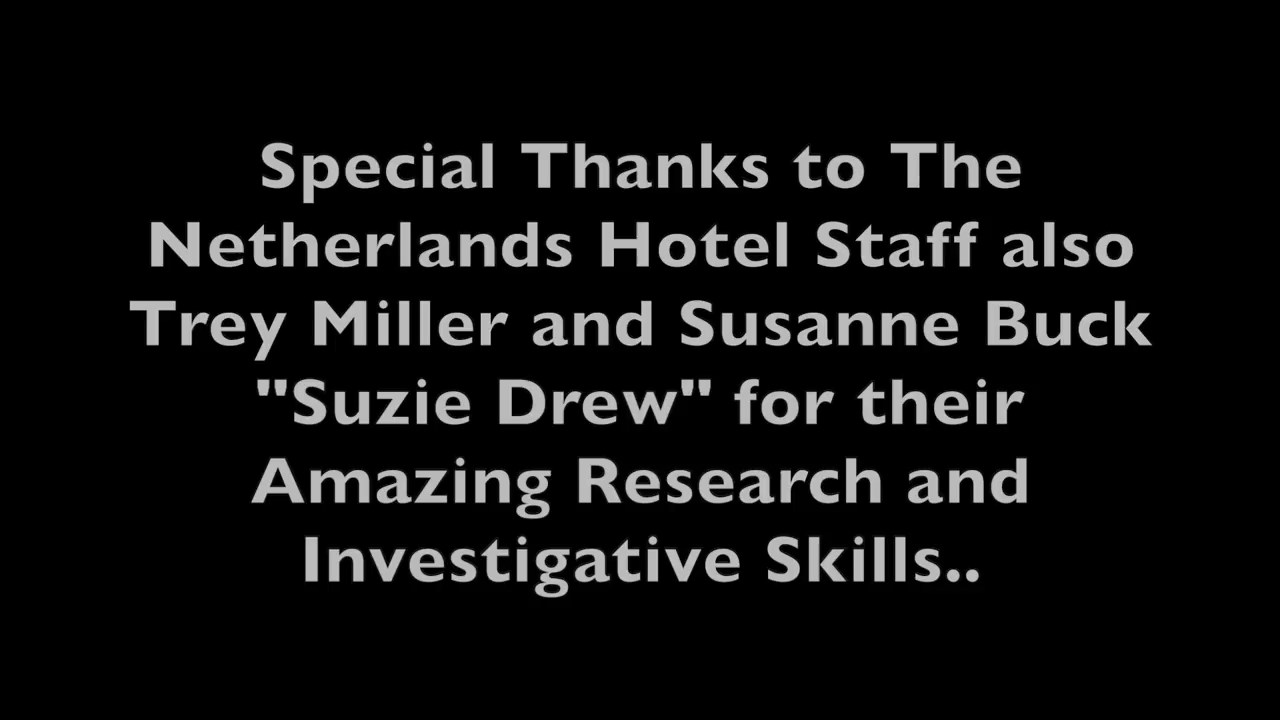 Special Thanks to The
Netherlands Hotel Staff also
Trey Miller and Susanne Buck
"Suzie Drew" for their
Amazing Research and
Investigative Skills..